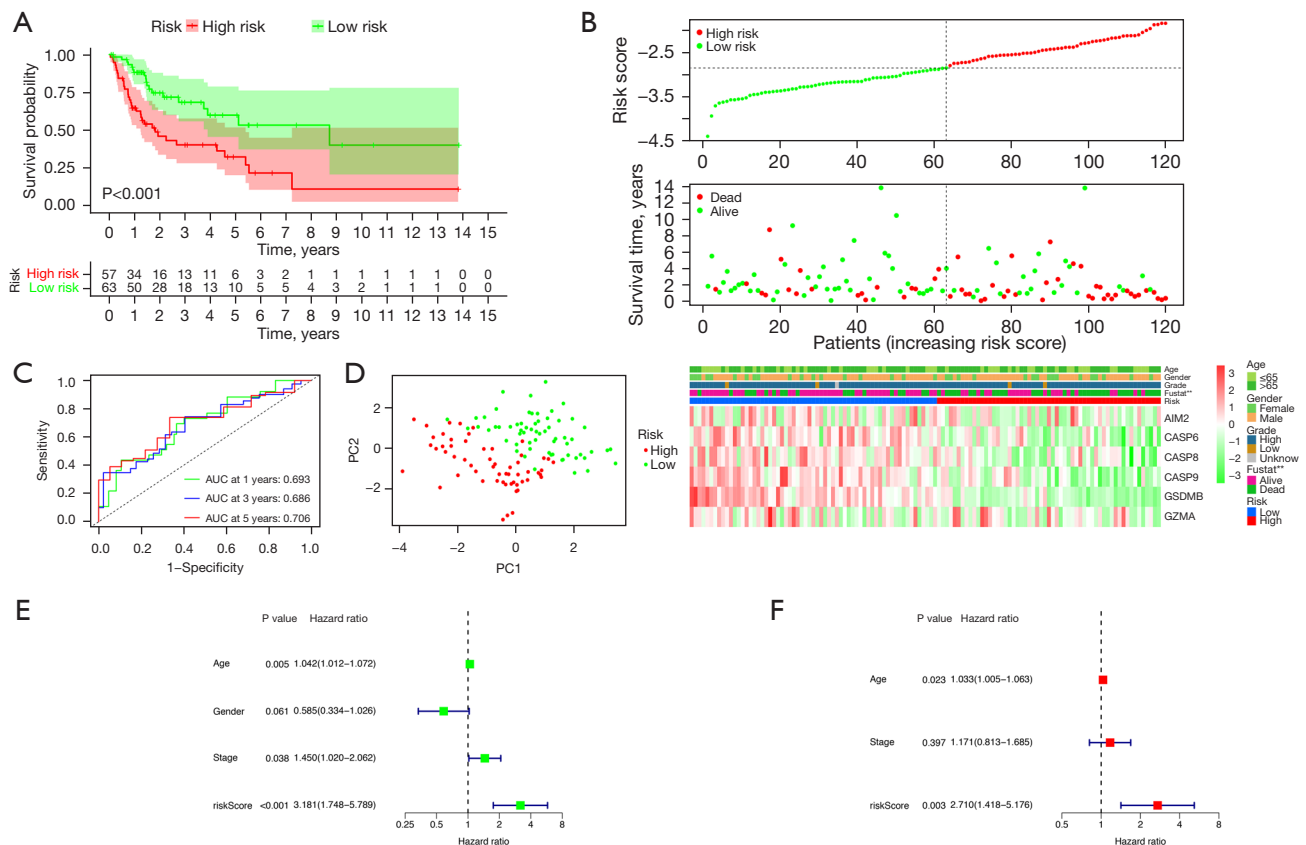 A
Risk High risk Low risk
1.00
0.75
0.50
0.25
0.00
Survival probability
P<0.001
0 1 2 3 4 5 6 7 8 9 10 11 12 13 14 15
Time, years
Risk
High risk 57 34 16 13 11 6 3 2 1 1 1 1 1 1 0 0
Low risk 63 50 28 18 13 10 5 5 4 3 2 1 1 1 0 0
0 1 2 3 4 5 6 7 8 9 10 11 12 13 14 15
Time, years
B
High risk
Low risk
Risk score
−2.5
−3.5
−4.5
0 20 40 60 80 100 120
Dead
Alive
Survival time, years
14
12
10
8
6
4
2
0
0 20 40 60 80 100 120
Patients (increasing risk score)
Age
Gender
Grade
Fustat**
Risk
AIM2
CASP6
CASP8
CASP9
GSDMB
GZMA
3
2
1
0
−1
−2
−3
Age
≤65
>65
Gender
Female
Male
Grade
High
Low
Unknow
Fustat**
Alive
Dead
Risk
Low
High
C
1.0
0.8
0.6
0.4
0.2
0.0
Sensitivity
AUC at 1 years: 0.693
AUC at 3 years: 0.686
AUC at 5 years: 0.706
0.0 0.2 0.4 0.6 0.8 1.0
1−Specificity
D
2
0
−2
PC2
−4 −2 0 2
PC1
Risk
High
Low
E
P value Hazard ratio
Age 0.005 1.042(1.012−1.072)
Gender 0.061 0.585(0.334−1.026)
Stage 0.038 1.450(1.020−2.062)
riskScore <0.001 3.181(1.748−5.789)
0.25 0.5 1 2 4 8
Hazard ratio
F
P value Hazard ratio
Age 0.023 1.033(1.005−1.063)
Stage 0.397 1.171(0.813−1.685)
riskScore 0.003 2.710(1.418−5.176)
0.5 1 2 4 8
Hazard ratio